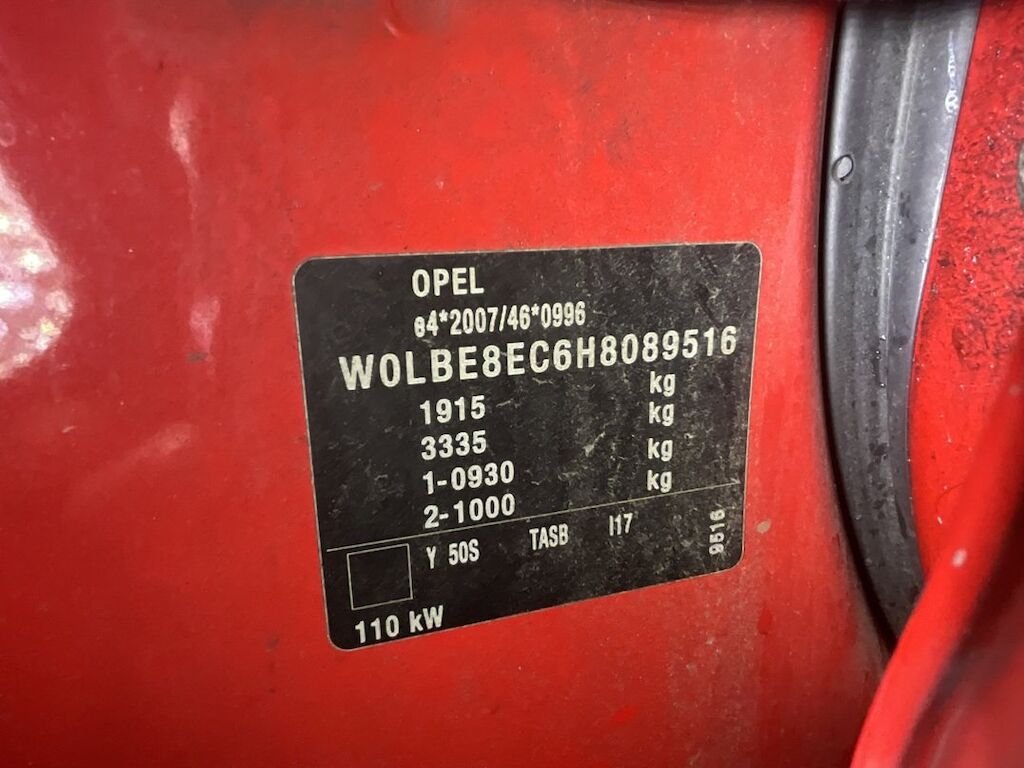 OPEL
e4*2007/46*0996
W0LBE8EC6H8089516
1915 kg
3335 kg
1-0930 kg
2-1000 kg
Y 50S TASB I17
9516
110 kW